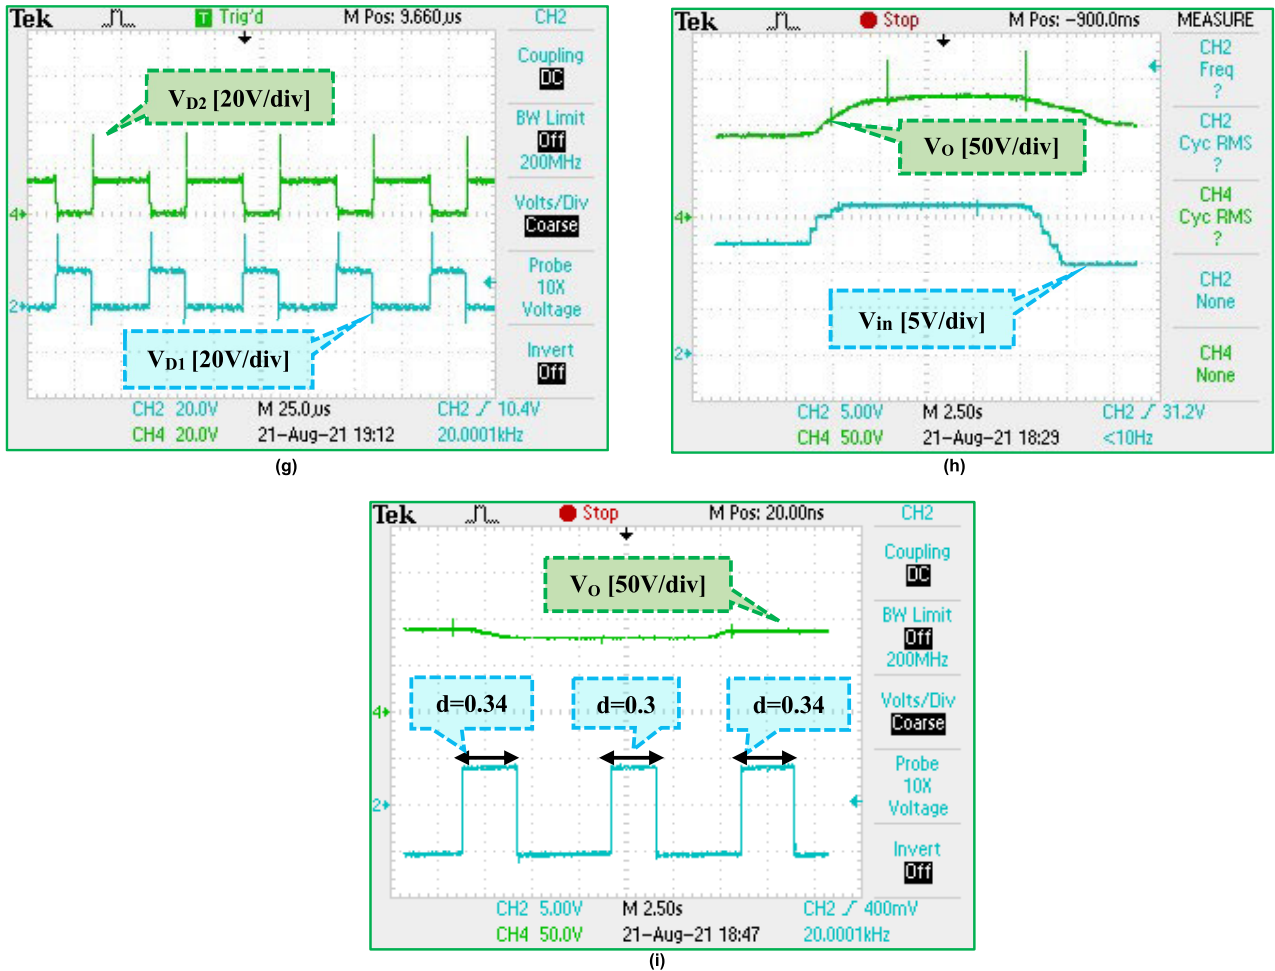 Tek T Trig'd M Pos: 9.660µs CH2
Coupling
DC
BW Limit
Off
200MHz
Volts/Div
Coarse
Probe
10X
Voltage
Invert
Off
VD2 [20V/div]
4
2
VD1 [20V/div]
CH2 20.0V M 25.0µs CH2 10.4V
CH4 20.0V 21-Aug-21 19:12 20.0001kHz
(g)
Tek Stop M Pos: -900.0ms MEASURE
CH2
Freq
?
CH2
Cyc RMS
?
CH4
Cyc RMS
?
CH2
None
CH4
None
VO [50V/div]
4
Vin [5V/div]
2
CH2 5.00V M 2.50s CH2 31.2V
CH4 50.0V 21-Aug-21 18:29 <10Hz
(h)
Tek Stop M Pos: 20.00ns CH2
Coupling
DC
BW Limit
Off
200MHz
Volts/Div
Coarse
Probe
10X
Voltage
Invert
Off
VO [50V/div]
d=0.34 d=0.3 d=0.34
4
2
CH2 5.00V M 2.50s CH2 400mV
CH4 50.0V 21-Aug-21 18:47 20.0001kHz
(i)